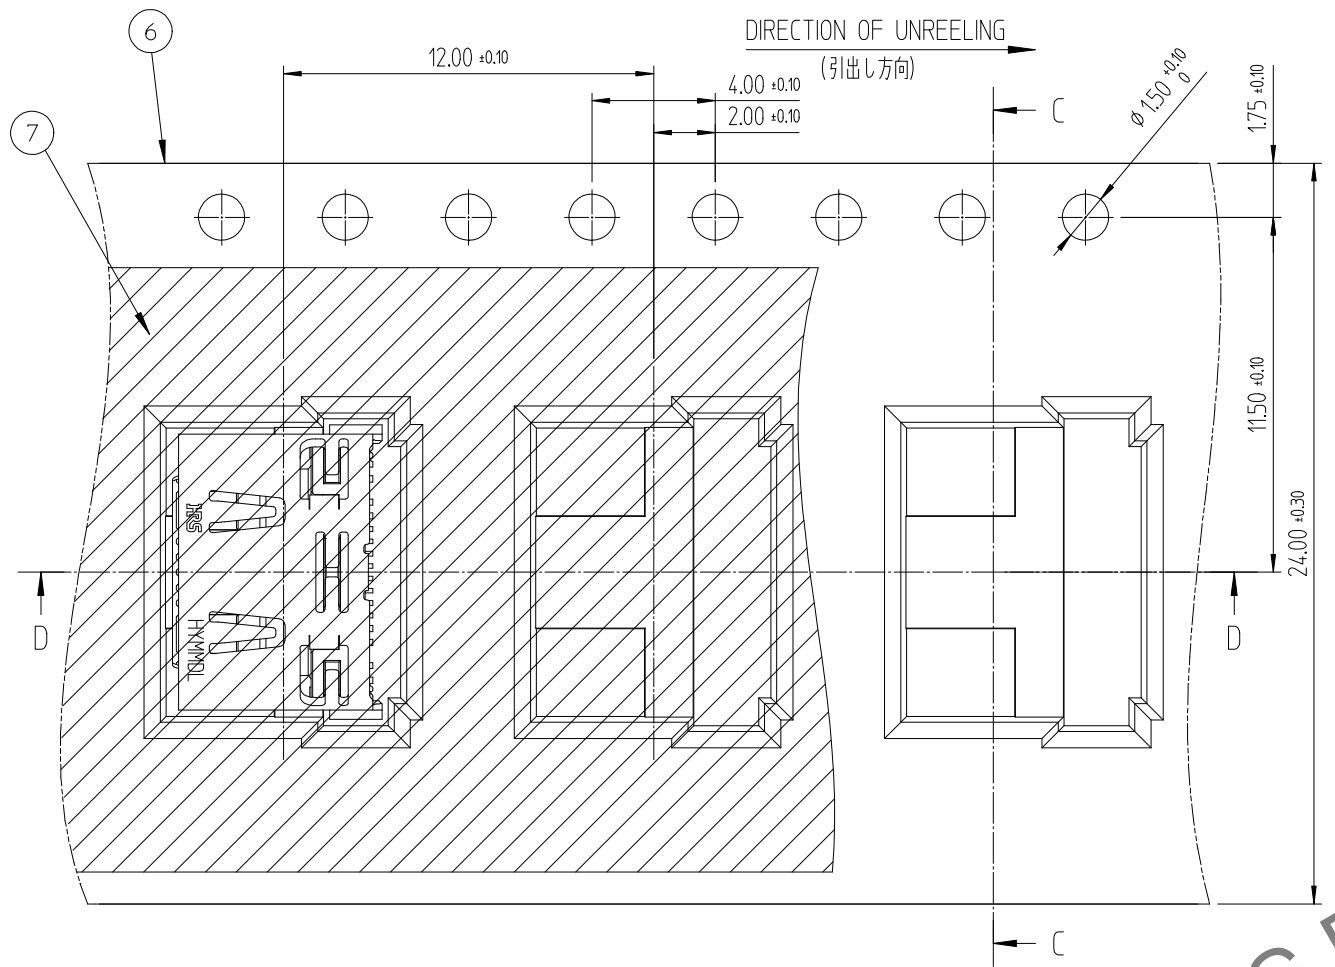 6
DIRECTION OF UNREELING
(引出し方向)
12.00 ±0.10
4.00 ±0.10
2.00 ±0.10
C
Ø 1.50 +0.10 0
1.75 ±0.10
7
11.50 ±0.10
24.00 ±0.30
HRS
HYMMDL
D
D
C